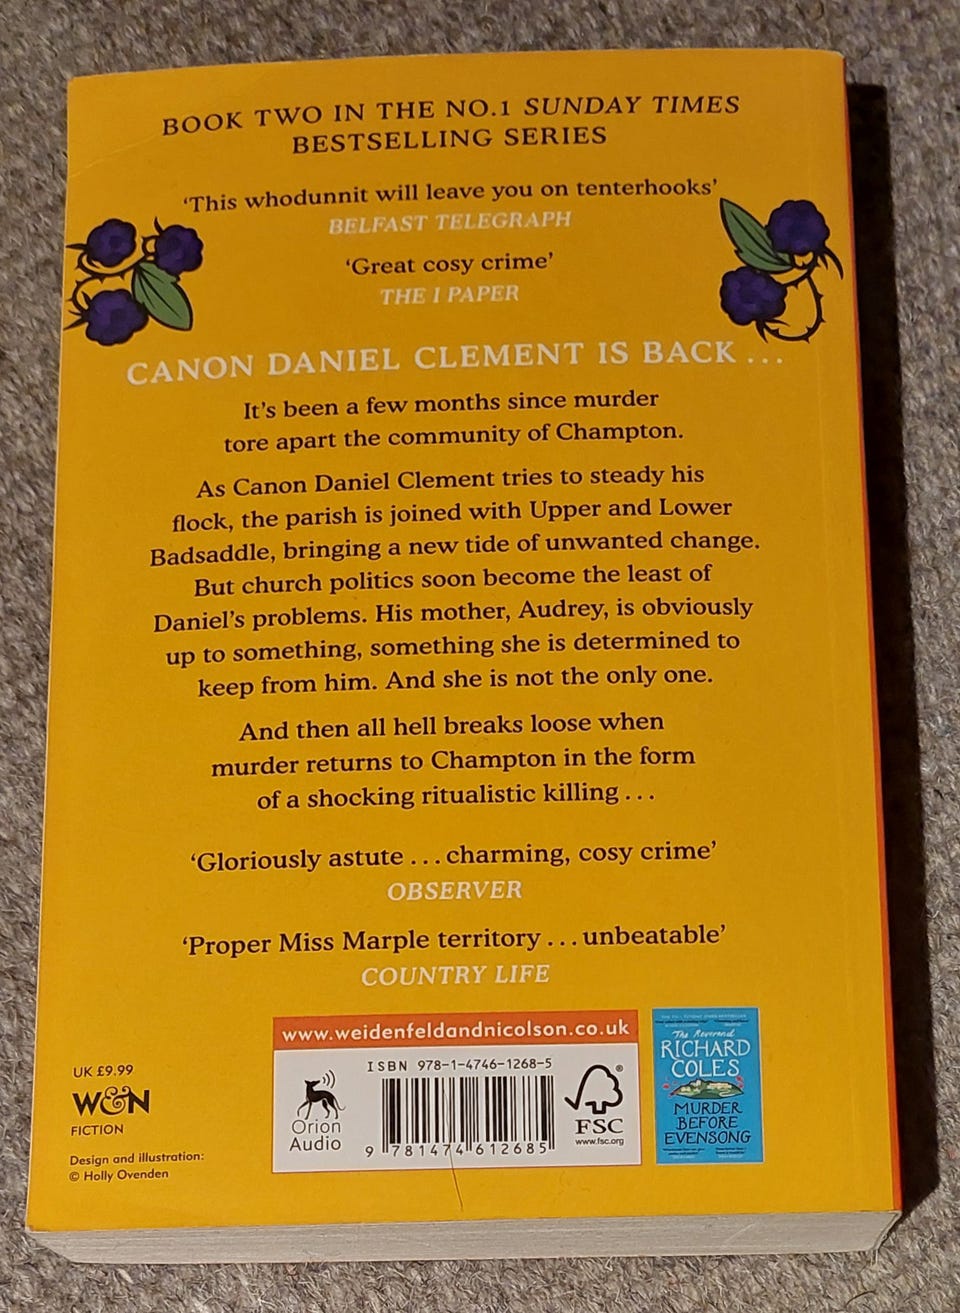 BOOK TWO IN THE NO.1 SUNDAY TIMES
BESTSELLING SERIES
‘This whodunnit will leave you on tenterhooks’
BELFAST TELEGRAPH
‘Great cosy crime’
THE I PAPER
CANON DANIEL CLEMENT IS BACK ...
It’s been a few months since murder
tore apart the community of Champton.
As Canon Daniel Clement tries to steady his
flock, the parish is joined with Upper and Lower
Badsaddle, bringing a new tide of unwanted change.
But church politics soon become the least of
Daniel’s problems. His mother, Audrey, is obviously
up to something, something she is determined to
keep from him. And she is not the only one.
And then all hell breaks loose when
murder returns to Champton in the form
of a shocking ritualistic killing ...
‘Gloriously astute ... charming, cosy crime’
OBSERVER
‘Proper Miss Marple territory ... unbeatable’
COUNTRY LIFE
www.weidenfeldandnicolson.co.uk
ISBN 978-1-4746-1268-5
Orion
Audio
9 781474 612685
FSC
www.fsc.org
UK £9.99
W&N
FICTION
Design and illustration:
© Holly Ovenden
The Reverend
RICHARD
COLES
MURDER
BEFORE
EVENSONG